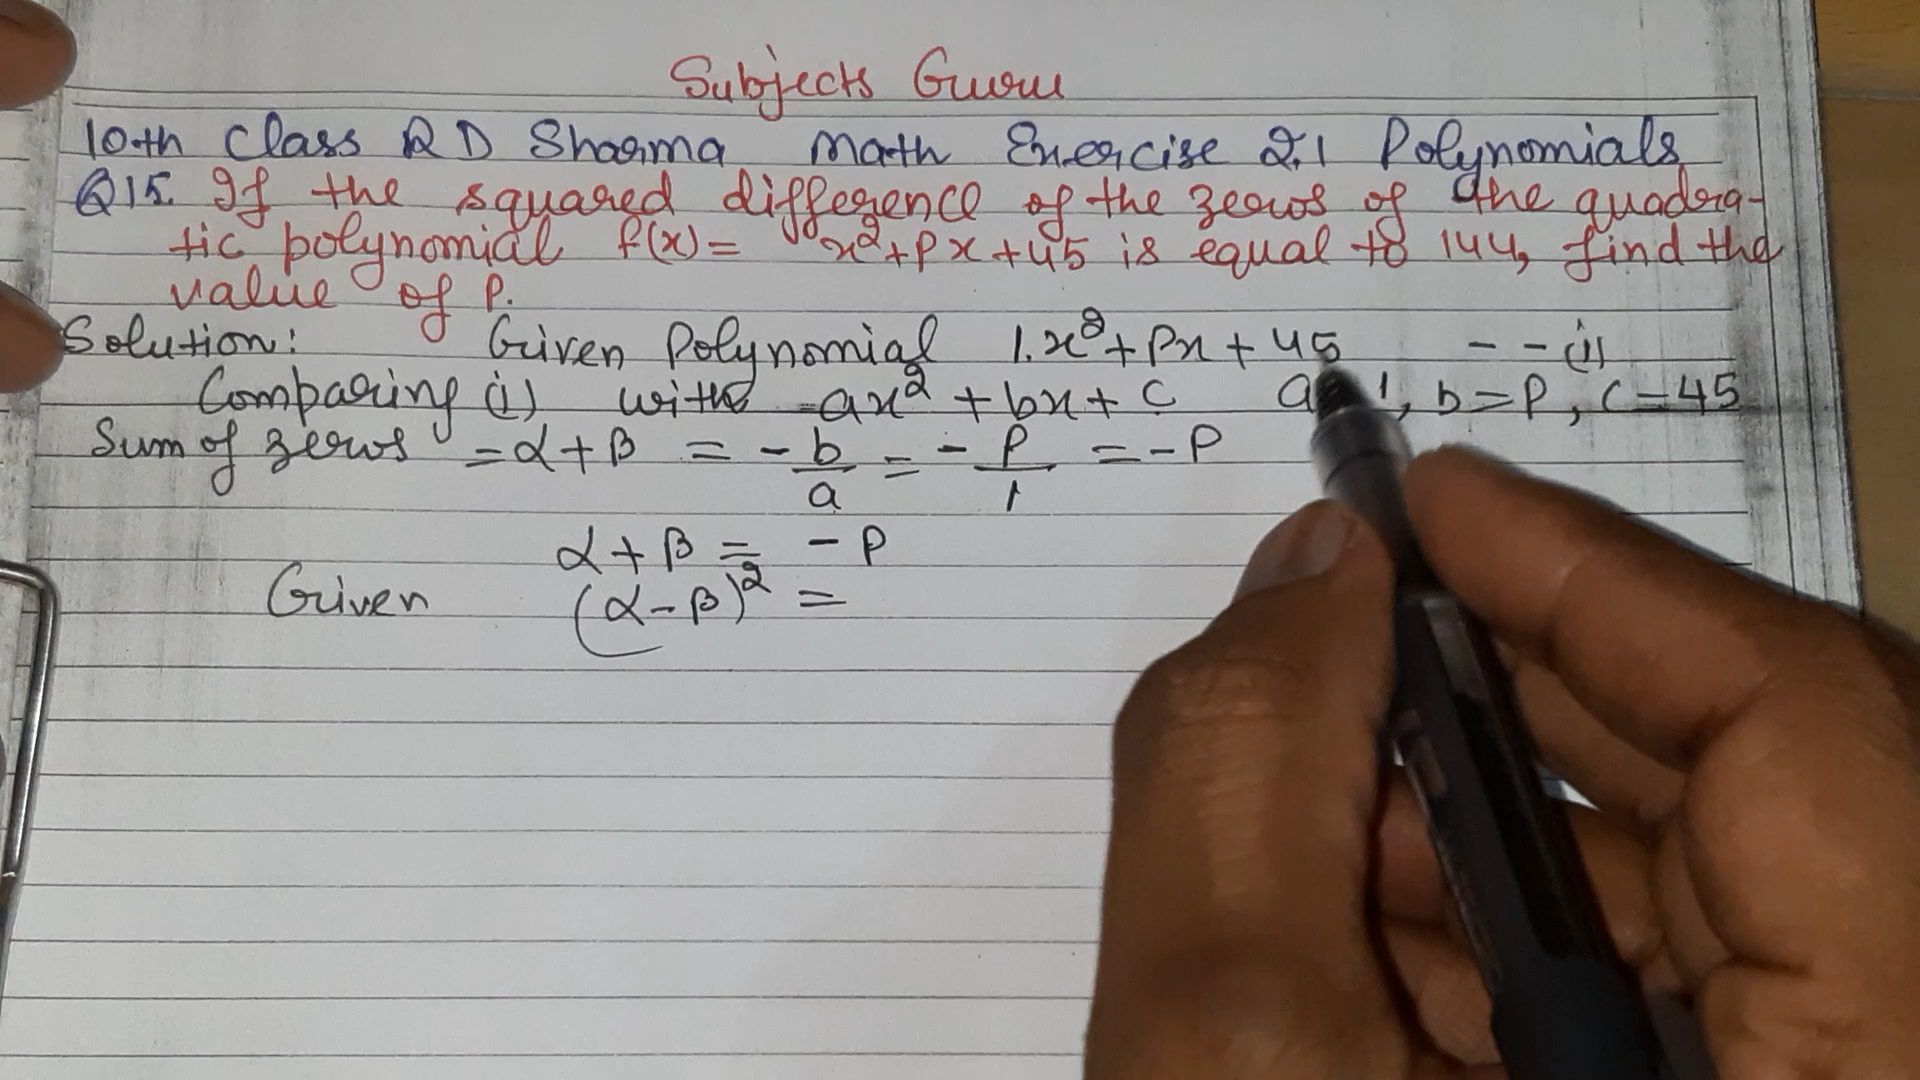 Subjects Guru
10th Class RD Sharma Math Exercise 2.1 Polynomials
Q15. If the squared difference of the zeros of the quadra-
tic polynomial f(x) = x²+px+45 is equal to 144, find the
value of p.
Solution: Given Polynomial 1.x²+px+45 - - (i)
Comparing (i) with ax²+bx+c a 1, b=p, c=45
Sum of zeros = α+β = -b/a = -p/1 = -p
α+β = -p
Given (α-β)² =